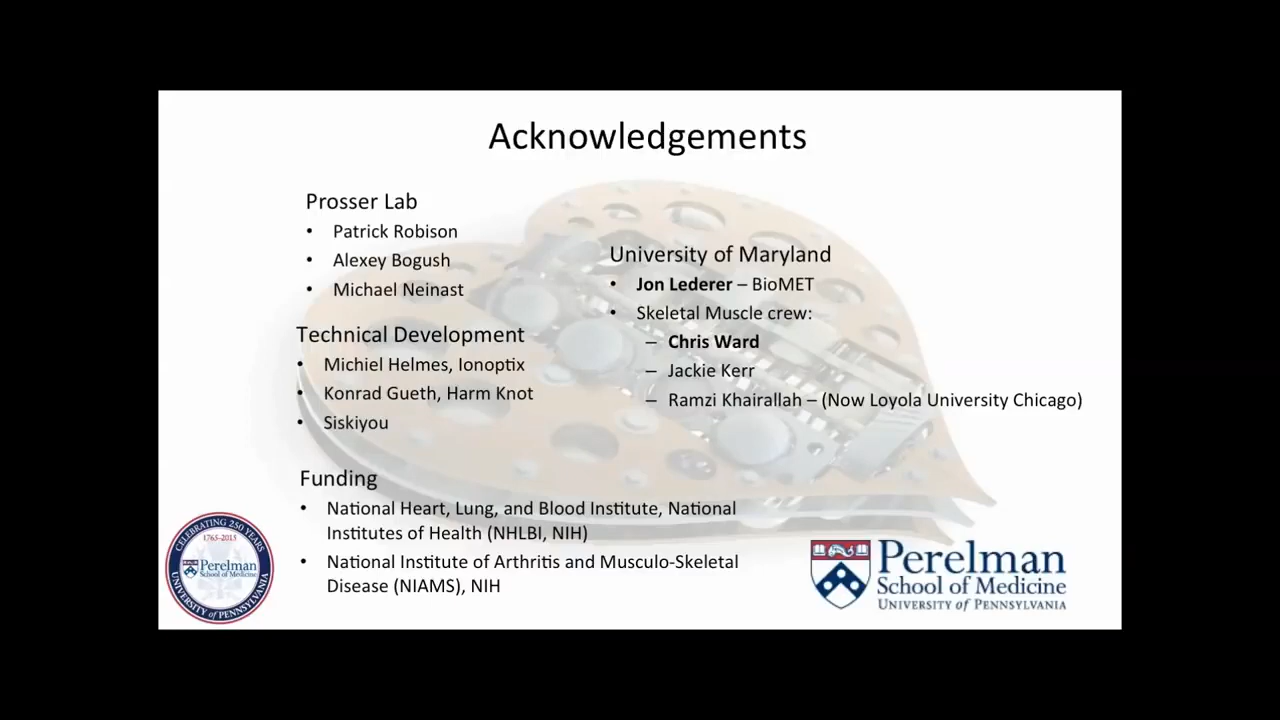 Acknowledgements
Prosser Lab
• Patrick Robison
• Alexey Bogush
• Michael Neinast
Technical Development
• Michiel Helmes, Ionoptix
• Konrad Gueth, Harm Knot
• Siskiyou
University of Maryland
• Jon Lederer – BioMET
• Skeletal Muscle crew:
– Chris Ward
– Jackie Kerr
– Ramzi Khairallah – (Now Loyola University Chicago)
Funding
• National Heart, Lung, and Blood Institute, National
Institutes of Health (NHLBI, NIH)
• National Institute of Arthritis and Musculo-Skeletal
Disease (NIAMS), NIH
CELEBRATING 250 YEARS
1765-2015
Perelman
School of Medicine
UNIVERSITY of PENNSYLVANIA
Perelman
School of Medicine
UNIVERSITY of PENNSYLVANIA